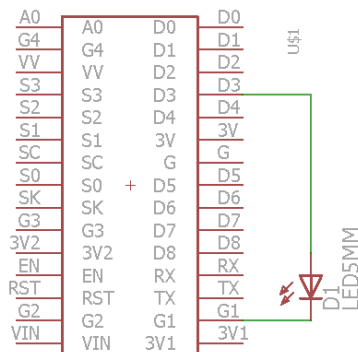 A0 A0 D0 D0
G4 G4 D1 D1
VV VV D2 D2
S3 S3 D3 D3
S2 S2 D4 D4
S1 S1 3V 3V
SC SC G G
S0 S0 D5 D5
SK SK D6 D6
G3 G3 D7 D7
3V2 3V2 D8 D8
EN EN RX RX
RST RST TX TX
G2 G2 G1 G1
VIN VIN 3V1 3V1
U$1
D1
LED5MM